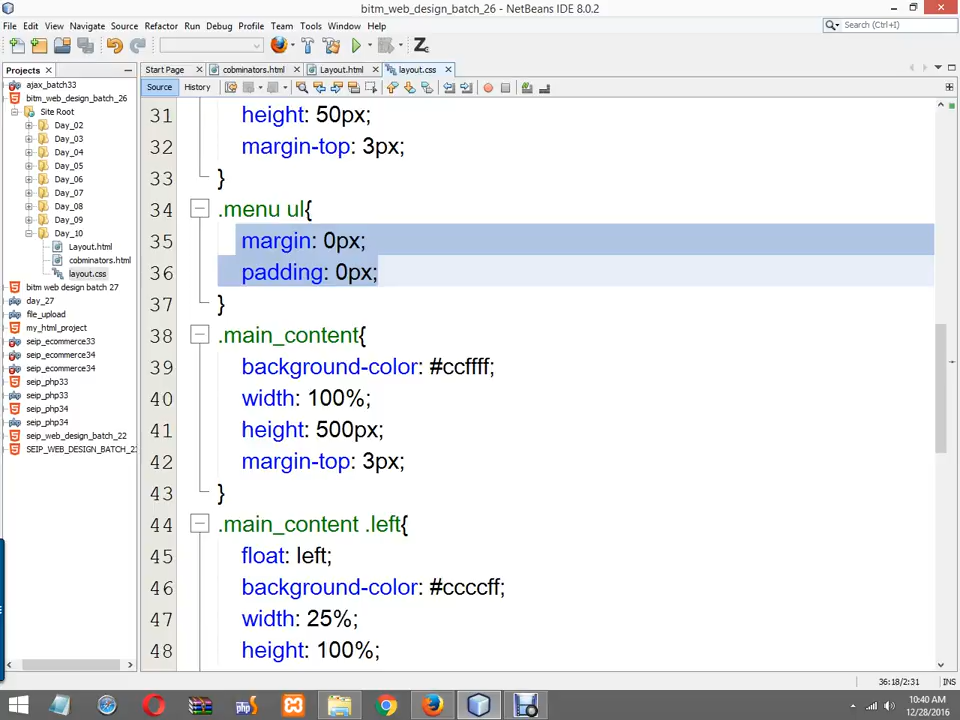 bitm_web_design_batch_26 - NetBeans IDE 8.0.2
File Edit View Navigate Source Refactor Run Debug Profile Team Tools Window Help
Search (Ctrl+I)
Projects
Start Page cobminators.html Layout.html layout.css
Source History
ajax_batch33
bitm_web_design_batch_26
Site Root
Day_02
Day_03
Day_04
Day_05
Day_06
Day_07
Day_08
Day_09
Day_10
Layout.html
cobminators.html
layout.css
bitm web design batch 27
day_27
file_upload
my_html_project
seip_ecommerce33
seip_ecommerce34
seip_ecommerce34
seip_php33
seip_php33
seip_php34
seip_php34
seip_web_design_batch_22
SEIP_WEB_DESIGN_BATCH_2
31 height: 50px;
32 margin-top: 3px;
33 }
34 .menu ul{
35 margin: 0px;
36 padding: 0px;
37 }
38 .main_content{
39 background-color: #ccffff;
40 width: 100%;
41 height: 500px;
42 margin-top: 3px;
43 }
44 .main_content .left{
45 float: left;
46 background-color: #ccccff;
47 width: 25%;
48 height: 100%;
36:18/2:31 INS
php
10:40 AM
12/28/2016